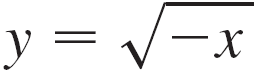 y = √−x